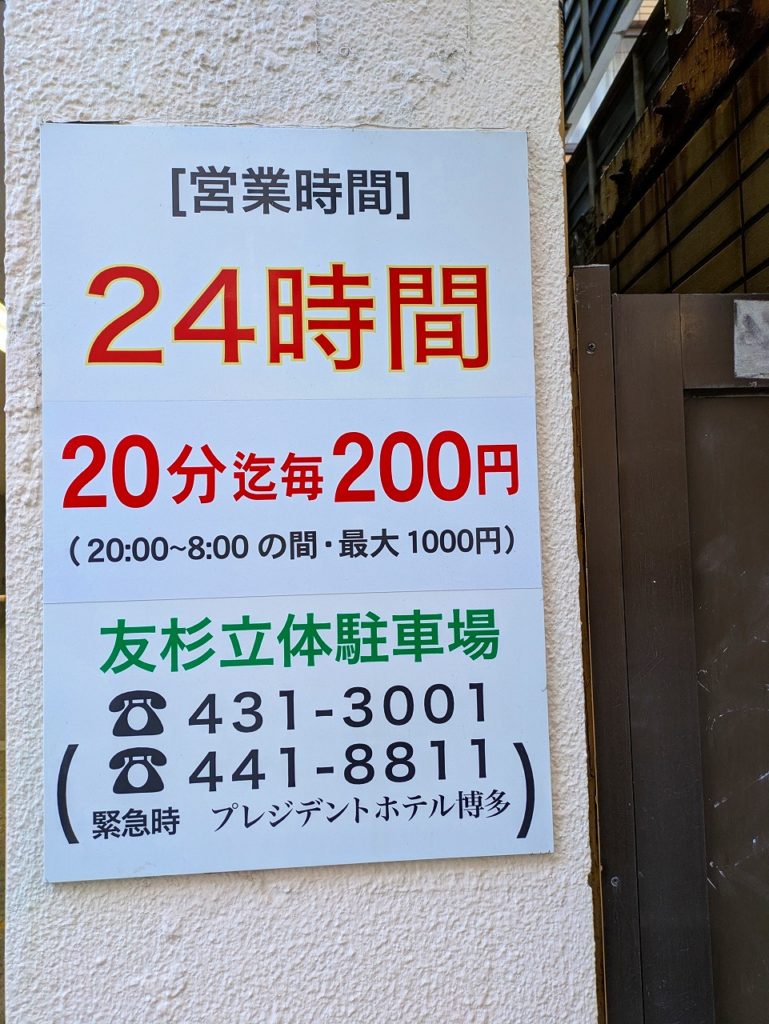 [営業時間]
24時間
20分迄毎200円
(20:00~8:00の間・最大1000円)
友杉立体駐車場
☎ 431-3001
(☎ 441-8811
緊急時 プレジデントホテル博多)